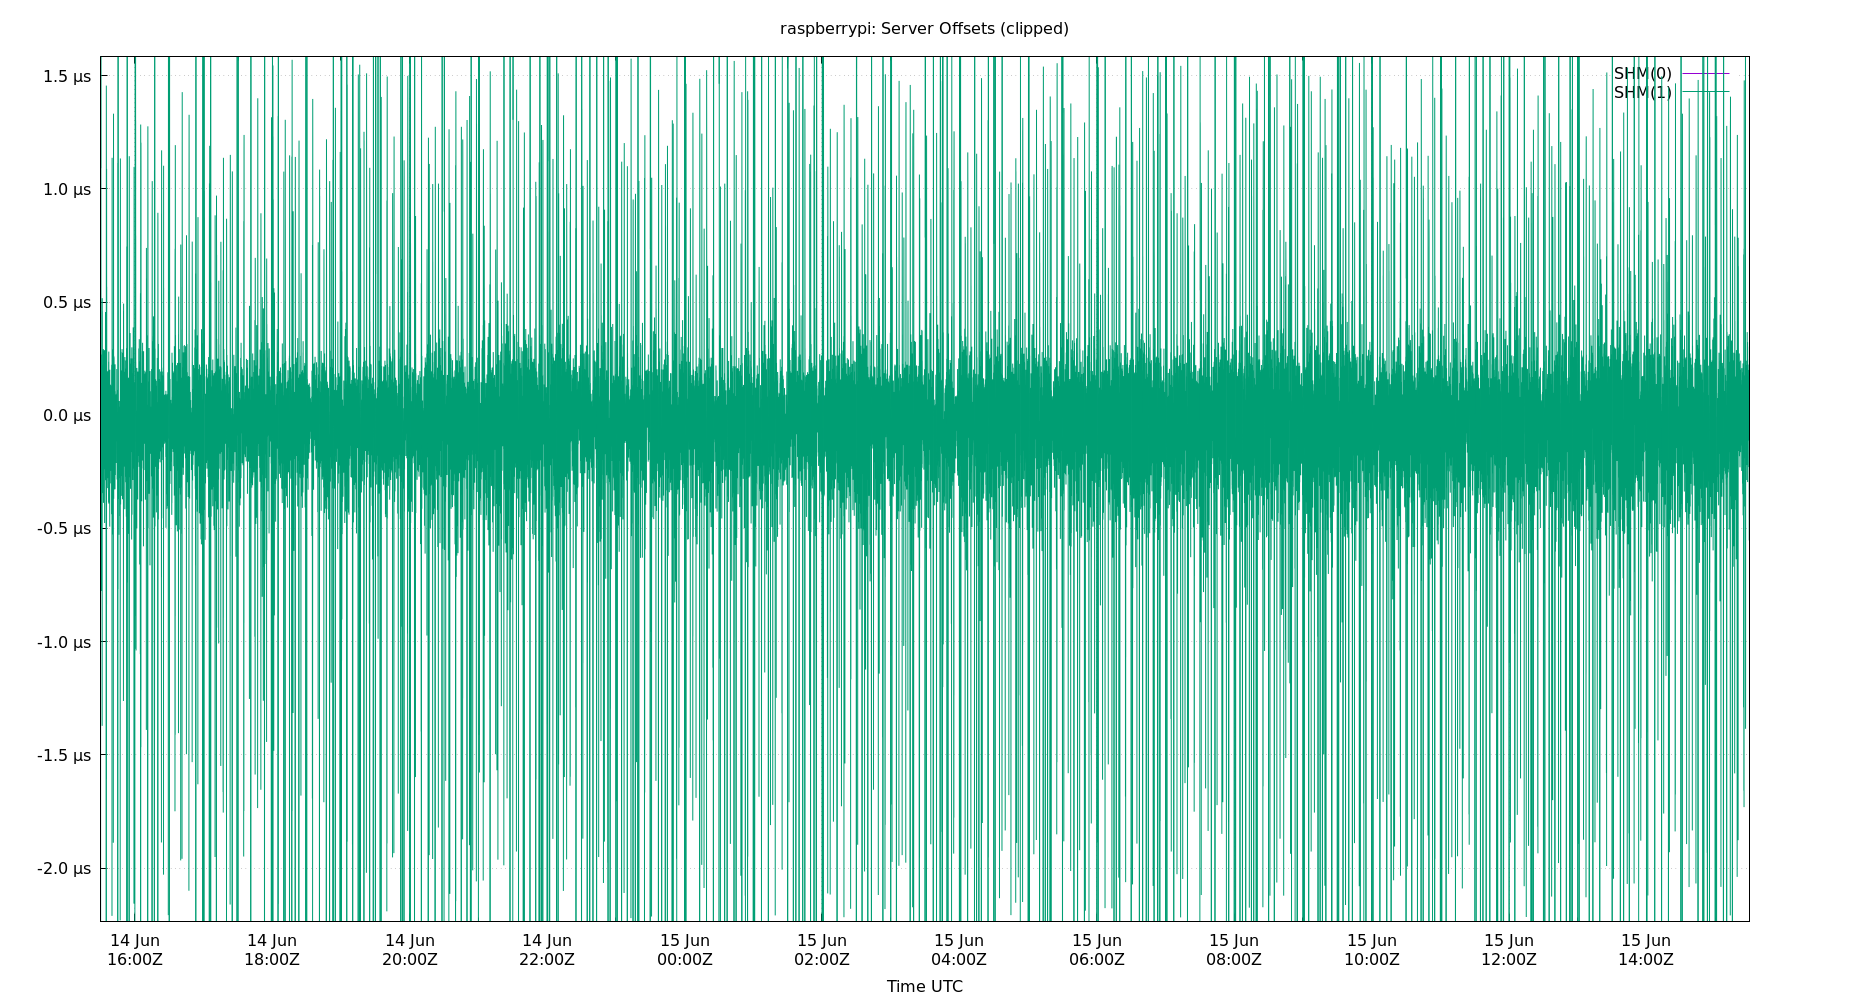 raspberrypi: Server Offsets (clipped)
SHM(0)
SHM(1)
1.5 µs
1.0 µs
0.5 µs
0.0 µs
-0.5 µs
-1.0 µs
-1.5 µs
-2.0 µs
14 Jun 14 Jun 14 Jun 14 Jun 15 Jun 15 Jun 15 Jun 15 Jun 15 Jun 15 Jun 15 Jun 15 Jun
16:00Z 18:00Z 20:00Z 22:00Z 00:00Z 02:00Z 04:00Z 06:00Z 08:00Z 10:00Z 12:00Z 14:00Z
Time UTC